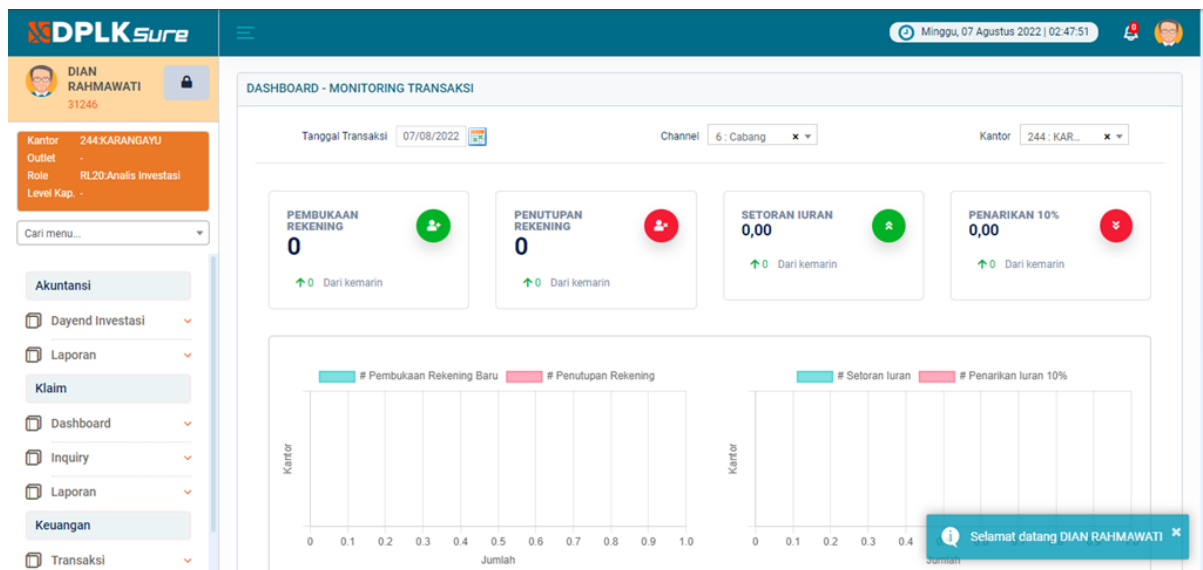 DPLK Sure
Minggu, 07 Agustus 2022 | 02:47:51
DIAN
RAHMAWATI
31246
Kantor 244:KARANGAYU
Outlet -
Role RL20:Analis Investasi
Level Kap. -
Cari menu...
Akuntansi
Dayend Investasi
Laporan
Klaim
Dashboard
Inquiry
Laporan
Keuangan
Transaksi
DASHBOARD - MONITORING TRANSAKSI
Tanggal Transaksi 07/08/2022
Channel 6 : Cabang x
Kantor 244 : KAR... x
PEMBUKAAN
REKENING
0
0 Dari kemarin
PENUTUPAN
REKENING
0
0 Dari kemarin
SETORAN IURAN
0,00
0 Dari kemarin
PENARIKAN 10%
0,00
0 Dari kemarin
# Pembukaan Rekening Baru # Penutupan Rekening
Kantor
0 0.1 0.2 0.3 0.4 0.5 0.6 0.7 0.8 0.9 1.0
Jumlah
# Setoran Iuran # Penarikan Iuran 10%
Kantor
0 0.1 0.2 0.3 0.4
Jumlah
Selamat datang DIAN RAHMAWATI ×